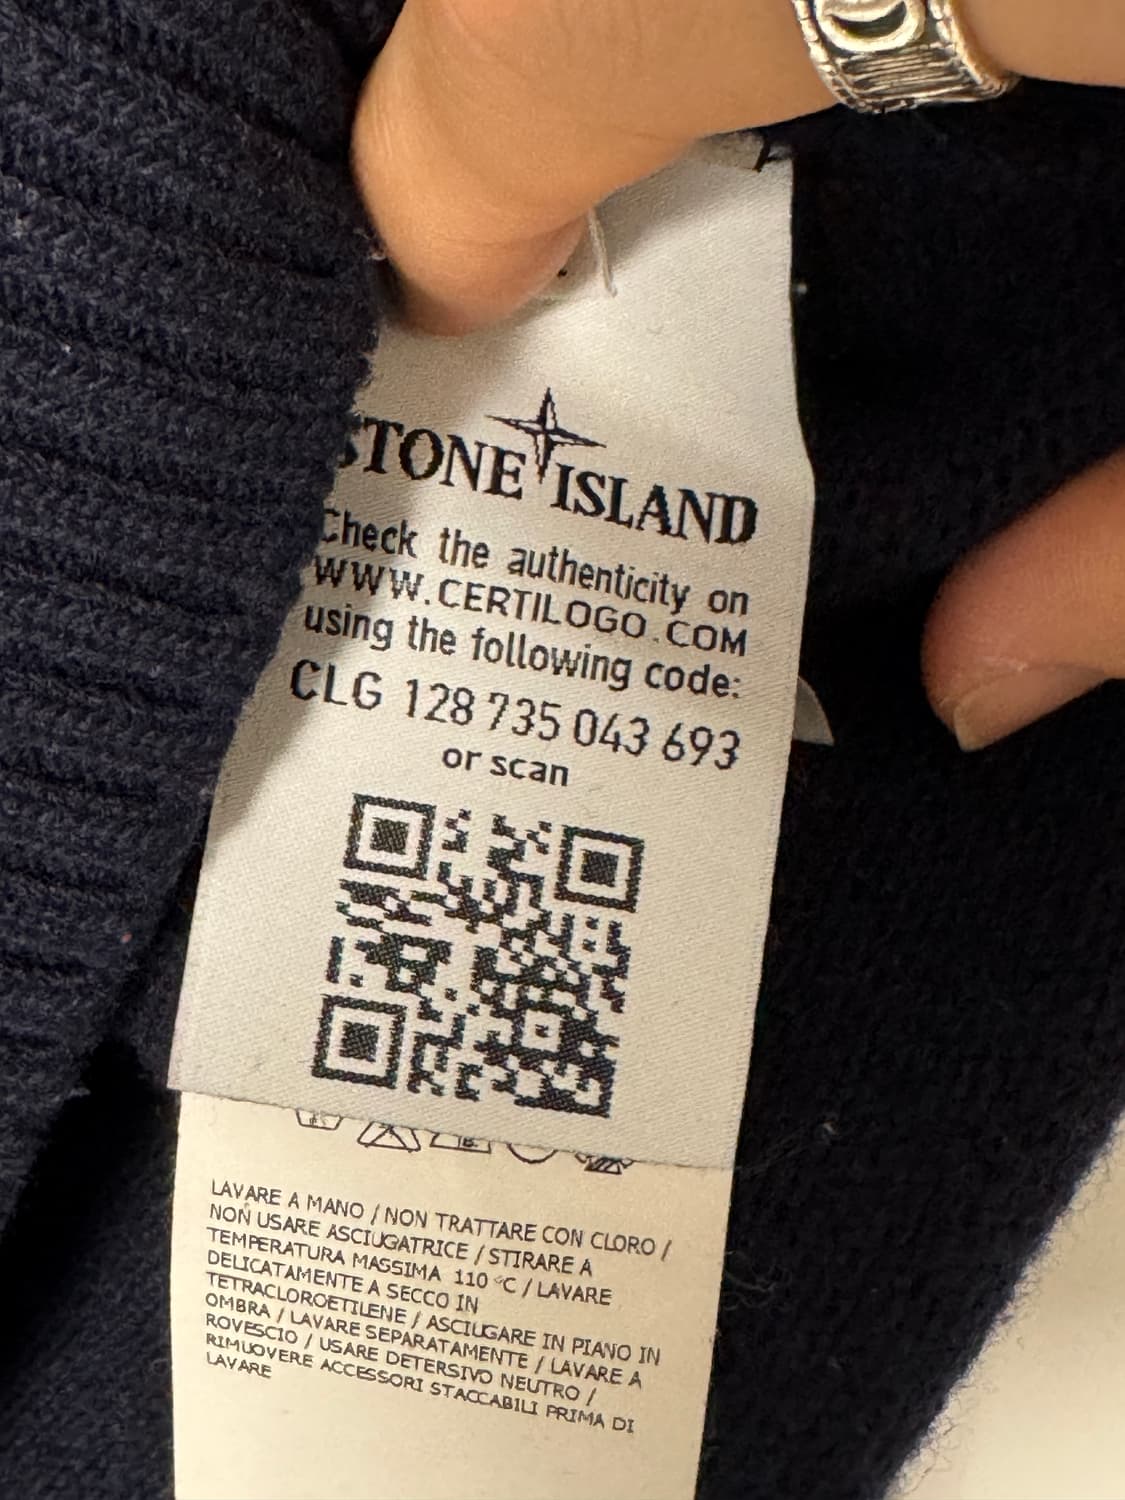 STONE ISLAND
Check the authenticity on
WWW.CERTILOGO.COM
using the following code:
CLG 128 735 043 693
or scan
LAVARE A MANO / NON TRATTARE CON CLORO /
NON USARE ASCIUGATRICE / STIRARE A
TEMPERATURA MASSIMA 110 °C / LAVARE
DELICATAMENTE A SECCO IN
TETRACLOROETILENE / ASCIUGARE IN PIANO IN
OMBRA / LAVARE SEPARATAMENTE / LAVARE A
ROVESCIO / USARE DETERSIVO NEUTRO /
RIMUOVERE ACCESSORI STACCABILI PRIMA DI
LAVARE